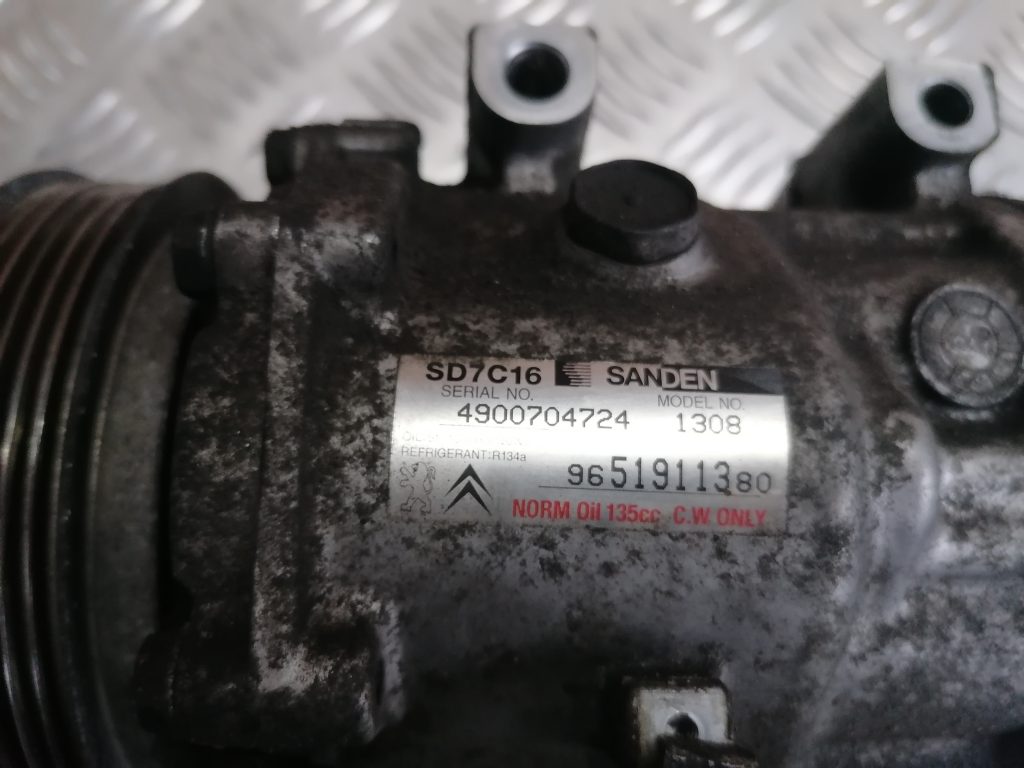 SD7C16 SANDEN
SERIAL NO. MODEL NO.
4900704724 1308
REFRIGERANT:R134a
9651911380
NORM Oil 135cc C.W ONLY